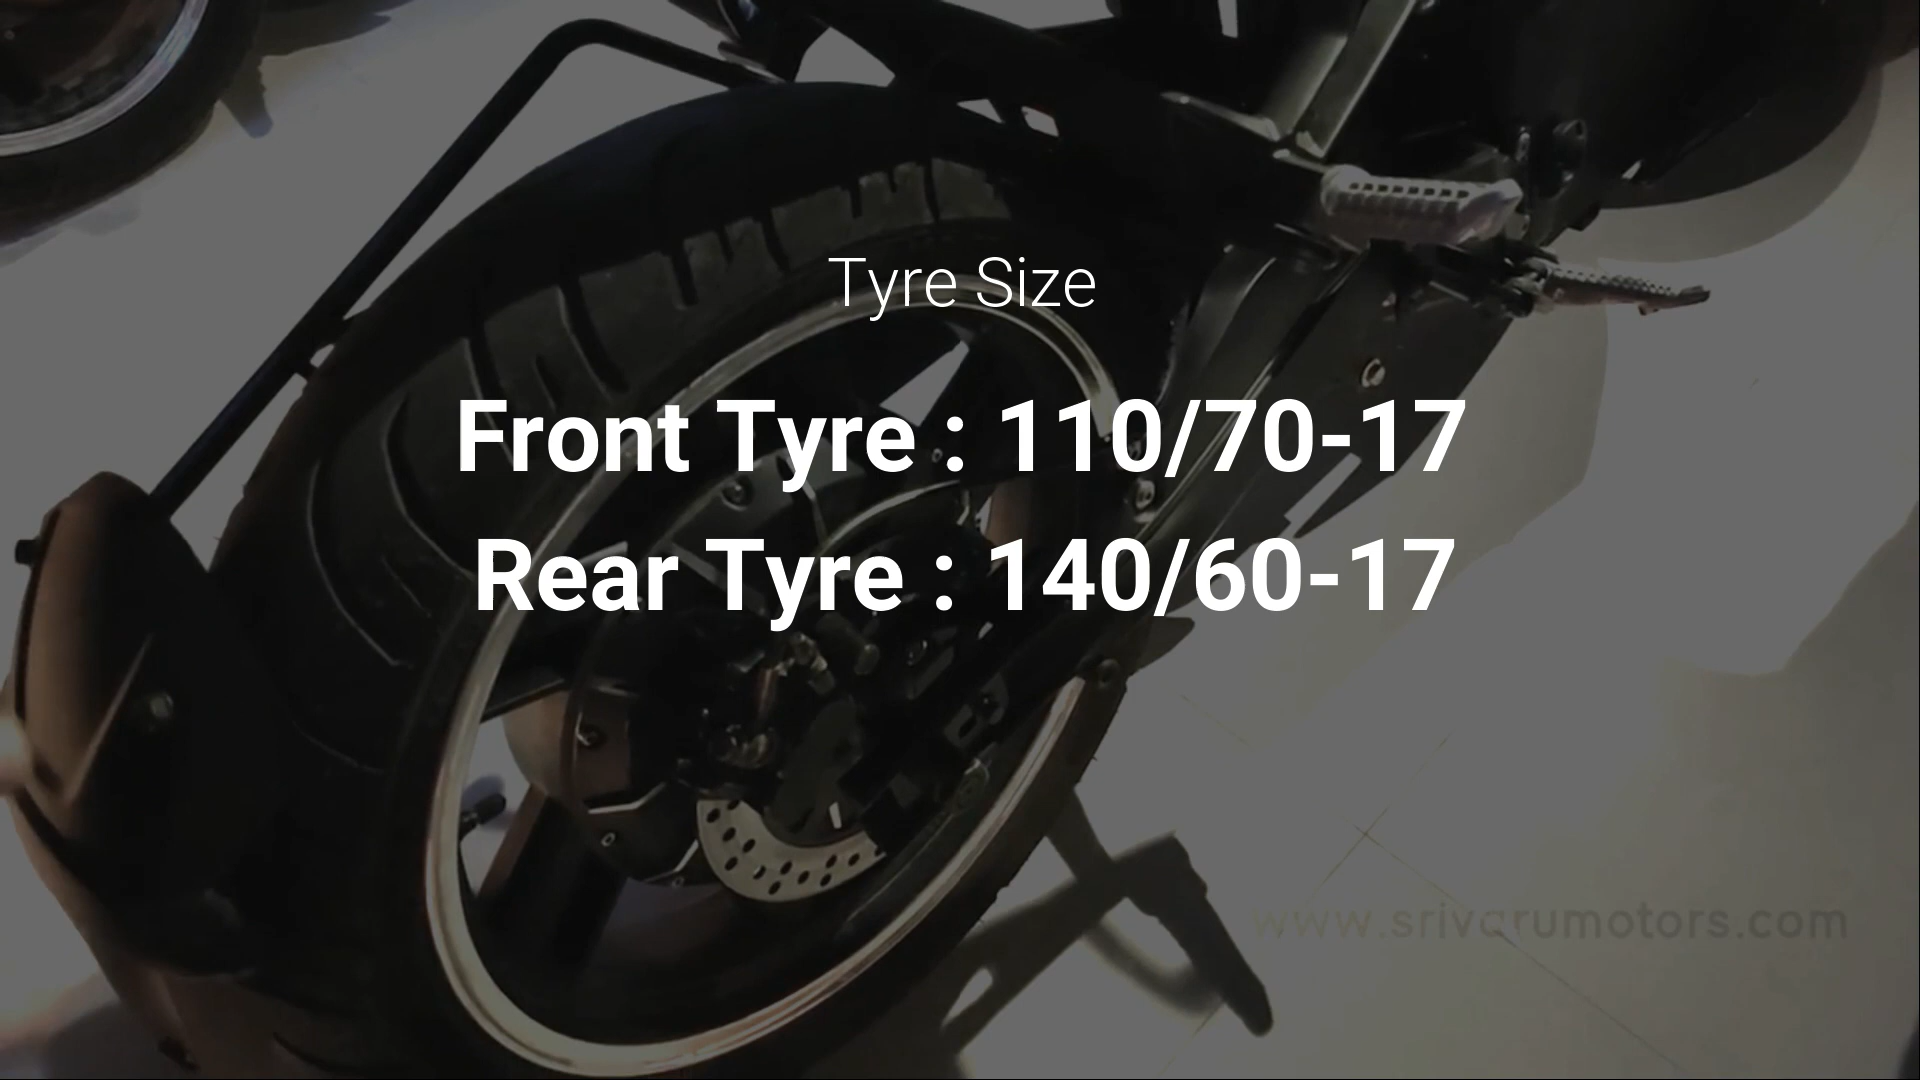 Tyre Size
Front Tyre : 110/70-17
Rear Tyre : 140/60-17
www.srivarumotors.com